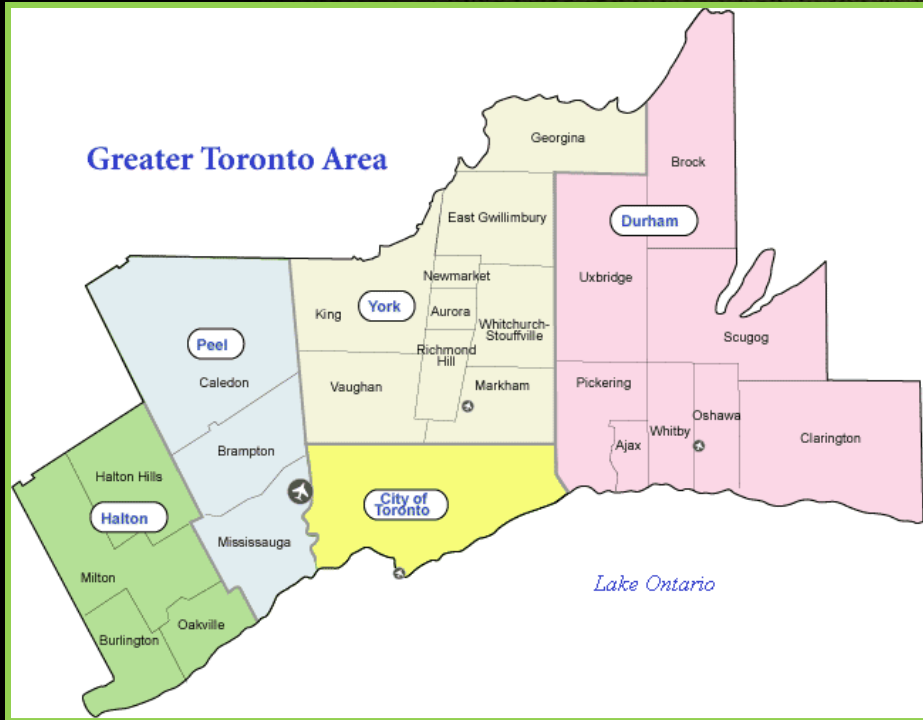 Greater Toronto Area
Georgina
Brock
East Gwillimbury
Durham
Newmarket
Uxbridge
King
York
Aurora
Whitchurch-
Stouffville
Scugog
Peel
Richmond
Hill
Caledon
Vaughan
Markham
Pickering
Oshawa
Whitby
Ajax
Clarington
Brampton
Halton Hills
City of
Toronto
Halton
Mississauga
Milton
Lake Ontario
Oakville
Burlington